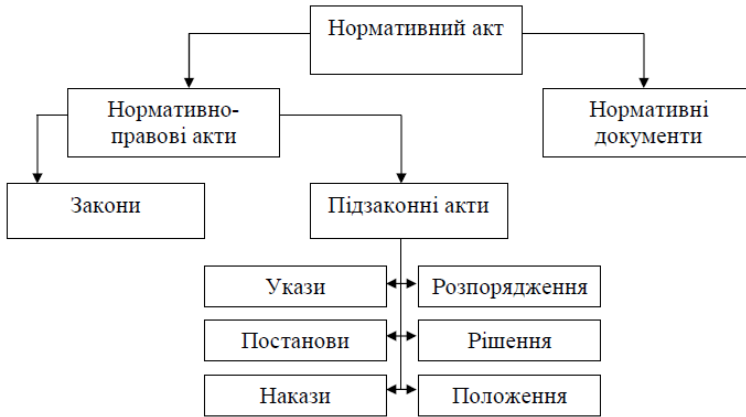 Нормативний акт
Нормативно-
правові акти
Нормативні
документи
Закони
Підзаконні акти
Укази
Розпорядження
Постанови
Рішення
Накази
Положення